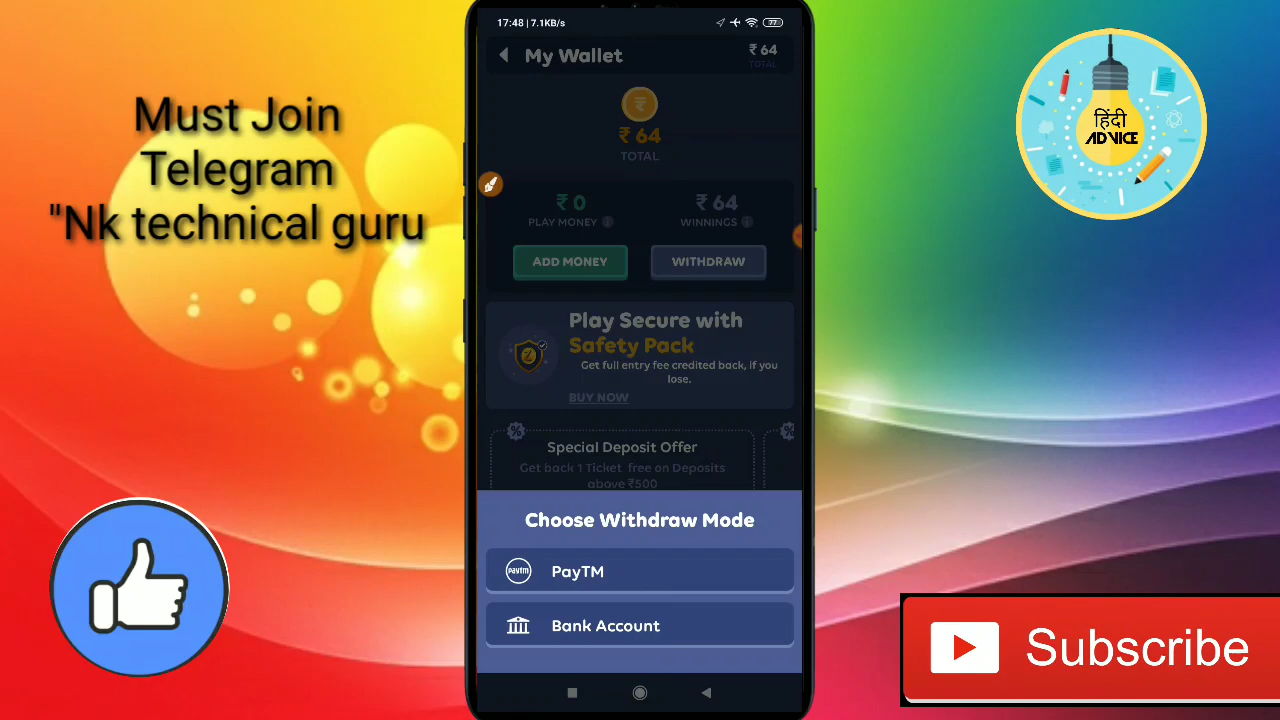 Must Join
Telegram
"Nk technical guru
17:48 | 7.1KB/s
77
My Wallet
₹ 64
TOTAL
₹ 64
TOTAL
₹ 0
PLAY MONEY
₹ 64
WINNINGS
ADD MONEY
WITHDRAW
Play Secure with
Safety Pack
Get full entry fee credited back, if you
lose.
BUY NOW
Special Deposit Offer
Get back 1 Ticket free on Deposits
above ₹500
Choose Withdraw Mode
paytm
PayTM
Bank Account
हिंदी
ADVICE
Subscribe